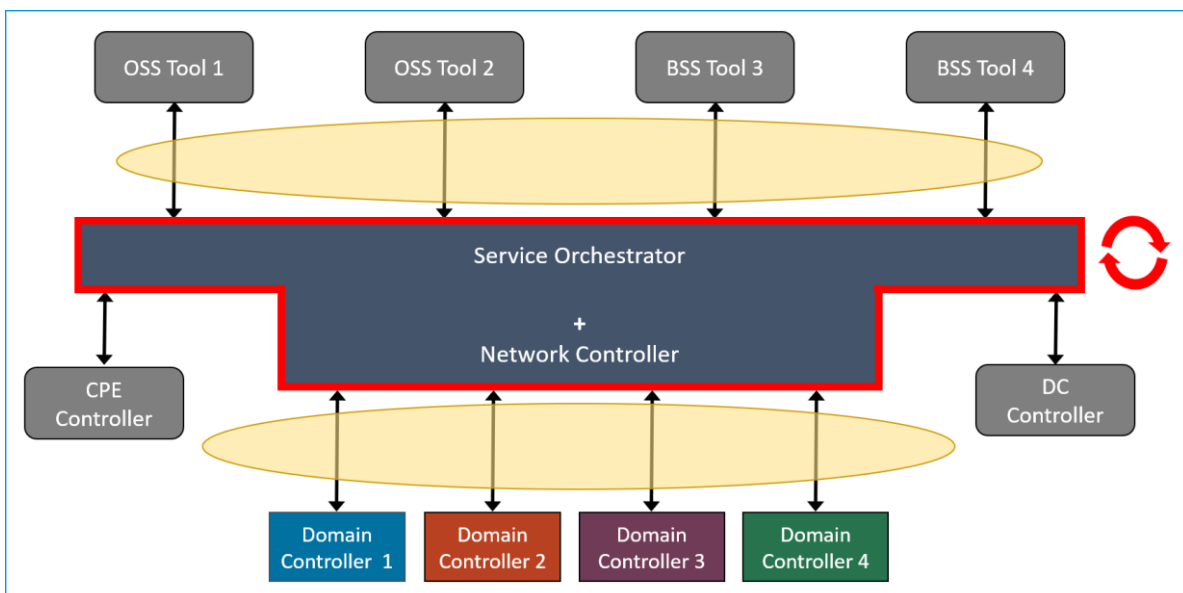 OSS Tool 1
OSS Tool 2
BSS Tool 3
BSS Tool 4
Service Orchestrator
+
Network Controller
CPE
Controller
DC
Controller
Domain
Controller 1
Domain
Controller 2
Domain
Controller 3
Domain
Controller 4